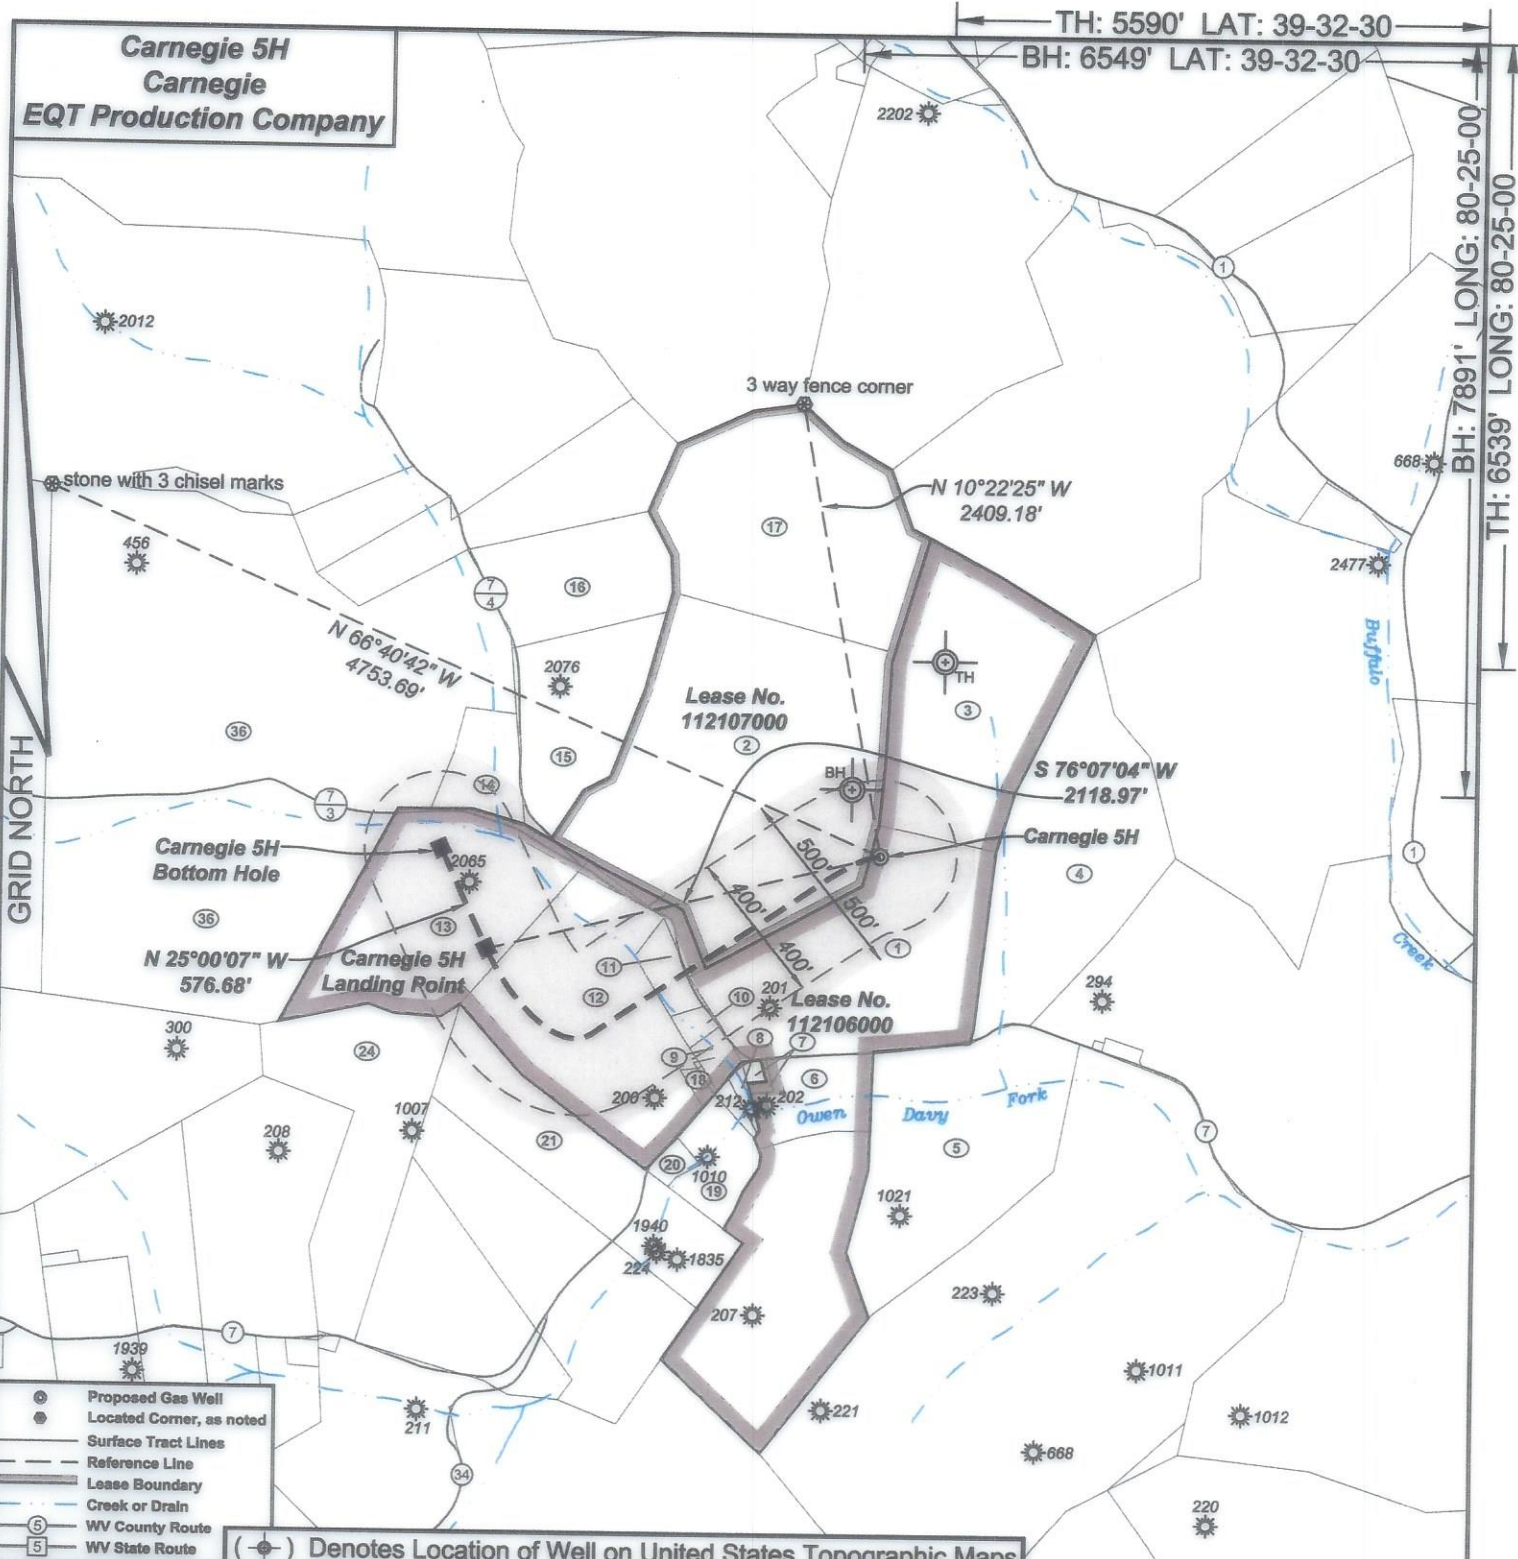 Carnegie 5H
Carnegie
EQT Production Company
TH: 5590' LAT: 39-32-30
BH: 6549' LAT: 39-32-30
BH: 7891' LONG: 80-25-00
TH: 6539' LONG: 80-25-00
2202
1
2012
3 way fence corner
668
stone with 3 chisel marks
N 10°22'25" W
2409.18'
17
456
2477
7
4
16
Buffalo
N 66°40'42" W
4753.69'
2076
TH
Lease No.
112107000
3
36
2
15
GRID NORTH
BH
S 76°07'04" W
2118.97'
14
7
3
Carnegie 5H
Carnegie 5H
Bottom Hole
2065
500'
1
4
400'
36
13
500'
Creek
N 25°00'07" W
576.68'
Carnegie 5H
Landing Point
11
400'
1
12
10
201
Lease No.
112106000
294
300
24
9
8
7
18
6
206
212
202
Owen
Davy
Fork
1007
208
21
5
7
20
1010
19
1021
1940
224
1835
223
207
7
1939
1011
211
221
1012
668
34
220
Proposed Gas Well
Located Corner, as noted
Surface Tract Lines
Reference Line
Lease Boundary
Creek or Drain
5 WV County Route
5 WV State Route
( ) Denotes Location of Well on United States Topographic Maps